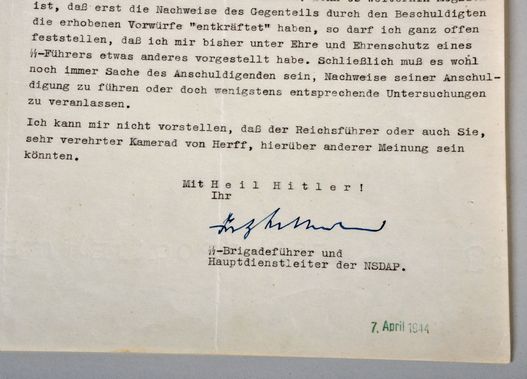 ist, daß erst die Nachweise des Gegenteils durch den Beschuldigten
die erhobenen Vorwürfe "entkräftet" haben, so darf ich ganz offen
feststellen, daß ich mir bisher unter Ehre und Ehrenschutz eines
ᛋᛋ-Führers etwas anderes vorgestellt habe. Schließlich muß es wohl
noch immer Sache des Anschuldigenden sein, Nachweise seiner Anschul-
digung zu führen oder doch wenigstens entsprechende Untersuchungen
zu veranlassen.
Ich kann mir nicht vorstellen, daß der Reichsführer oder auch Sie,
sehr verehrter Kamerad von Herff, hierüber anderer Meinung sein
könnten.
Mit H e i l H i t l e r !
Ihr
ᛋᛋ-Brigadeführer und
Hauptdienstleiter der NSDAP.
7. April 1944